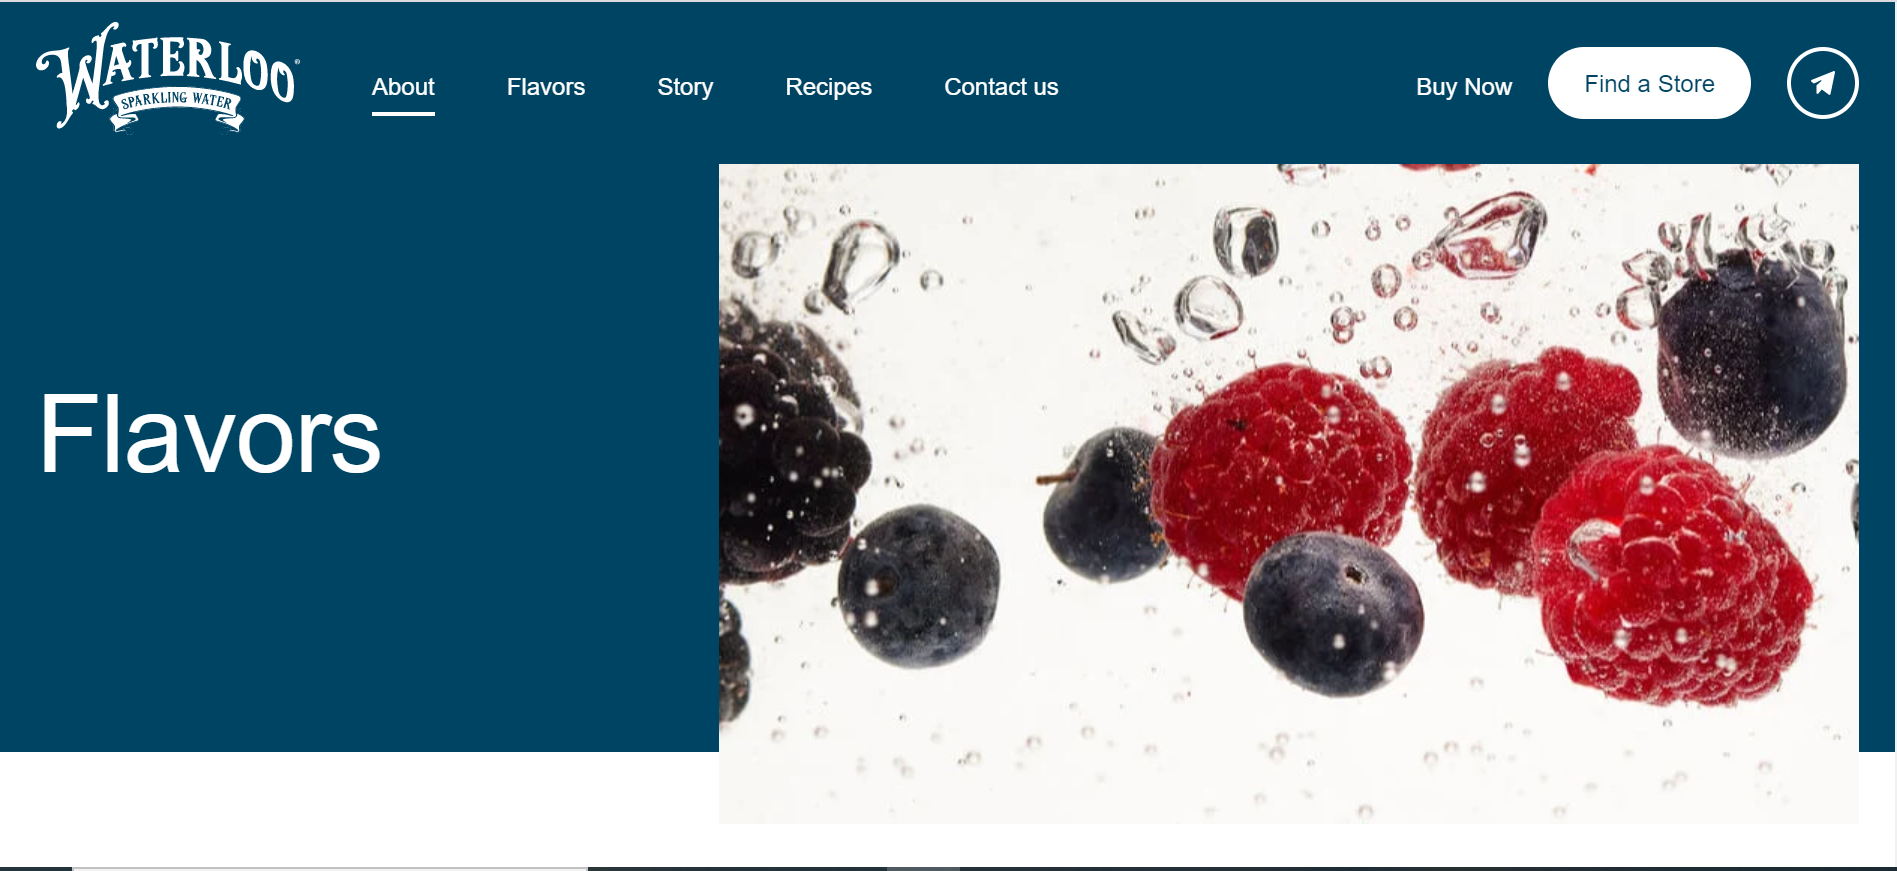 WATERLOO®
SPARKLING WATER
About Flavors Story Recipes Contact us Buy Now Find a Store
Flavors